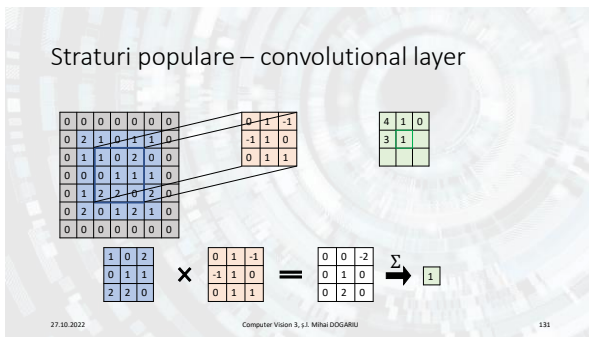 Straturi populare – convolutional layer
0 0 0 0 0 0 0
0 2 1 0 1 1 0
0 1 1 0 2 0 0
0 0 0 1 1 1 0
0 1 2 2 0 2 0
0 2 0 1 2 1 0
0 0 0 0 0 0 0
0 1 -1
-1 1 0
0 1 1
4 1 0
3 1
1 0 2
0 1 1
2 2 0
×
0 1 -1
-1 1 0
0 1 1
=
0 0 -2
0 1 0
0 2 0
Σ
1
27.10.2022
Computer Vision 3, ș.l. Mihai DOGARIU
131